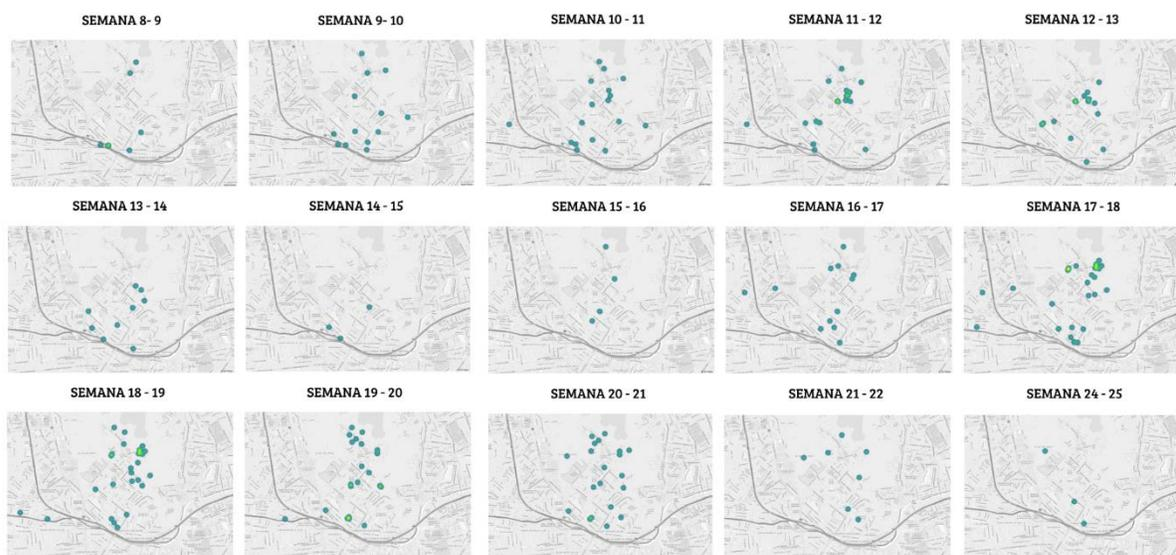 SEMANA 8- 9
SEMANA 9- 10
SEMANA 10 - 11
SEMANA 11 - 12
SEMANA 12 - 13
SEMANA 13 - 14
SEMANA 14 - 15
SEMANA 15 - 16
SEMANA 16 - 17
SEMANA 17 - 18
SEMANA 18 - 19
SEMANA 19 - 20
SEMANA 20 - 21
SEMANA 21 - 22
SEMANA 24 - 25